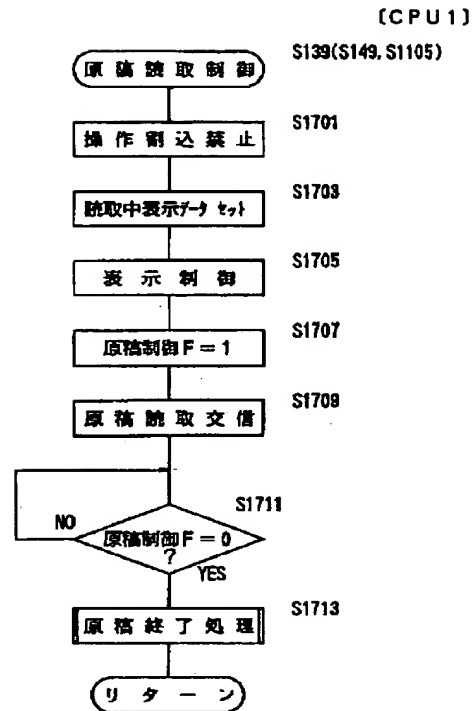 〔CPU1〕
原稿読取制御 S139(S149, S1105)
操作割込禁止 S1701
読取中表示データセット S1703
表示制御 S1705
原稿制御F=1 S1707
原稿読取交信 S1709
S1711
NO 原稿制御F=0
?
YES
原稿終了処理 S1713
リターン